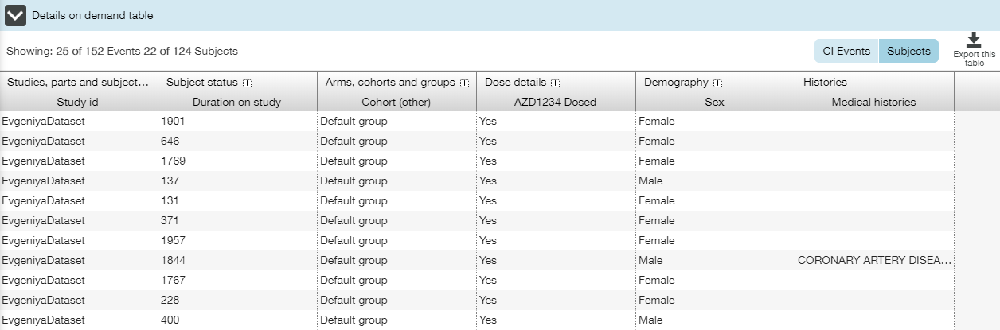 Details on demand table
Showing: 25 of 152 Events 22 of 124 Subjects
CI Events Subjects Export this table
Studies, parts and subject... Subject status Arms, cohorts and groups Dose details Demography Histories
Study id Duration on study Cohort (other) AZD1234 Dosed Sex Medical histories
EvgeniyaDataset 1901 Default group Yes Female
EvgeniyaDataset 646 Default group Yes Female
EvgeniyaDataset 1769 Default group Yes Female
EvgeniyaDataset 137 Default group Yes Male
EvgeniyaDataset 131 Default group Yes Female
EvgeniyaDataset 371 Default group Yes Female
EvgeniyaDataset 1957 Default group Yes Female
EvgeniyaDataset 1844 Default group Yes Male CORONARY ARTERY DISEA...
EvgeniyaDataset 1767 Default group Yes Female
EvgeniyaDataset 228 Default group Yes Female
EvgeniyaDataset 400 Default group Yes Male